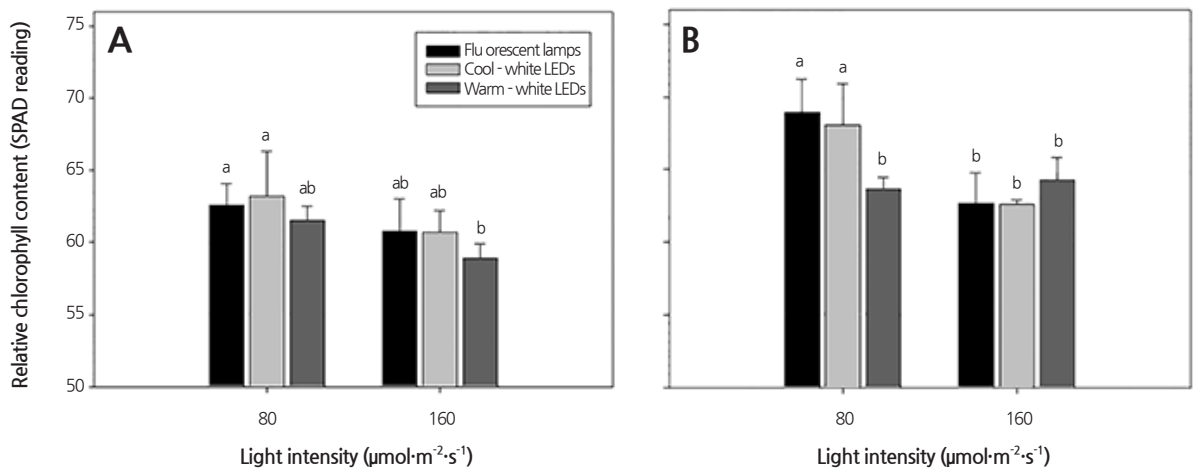 Relative chlorophyll content (SPAD reading)
75
70
65
60
55
50
A
Flu orescent lamps
Cool - white LEDs
Warm - white LEDs
a
a
ab
ab
ab
b
80
160
Light intensity (μmol·m⁻²·s⁻¹)
B
a
a
b
b
b
b
80
160
Light intensity (μmol·m⁻²·s⁻¹)